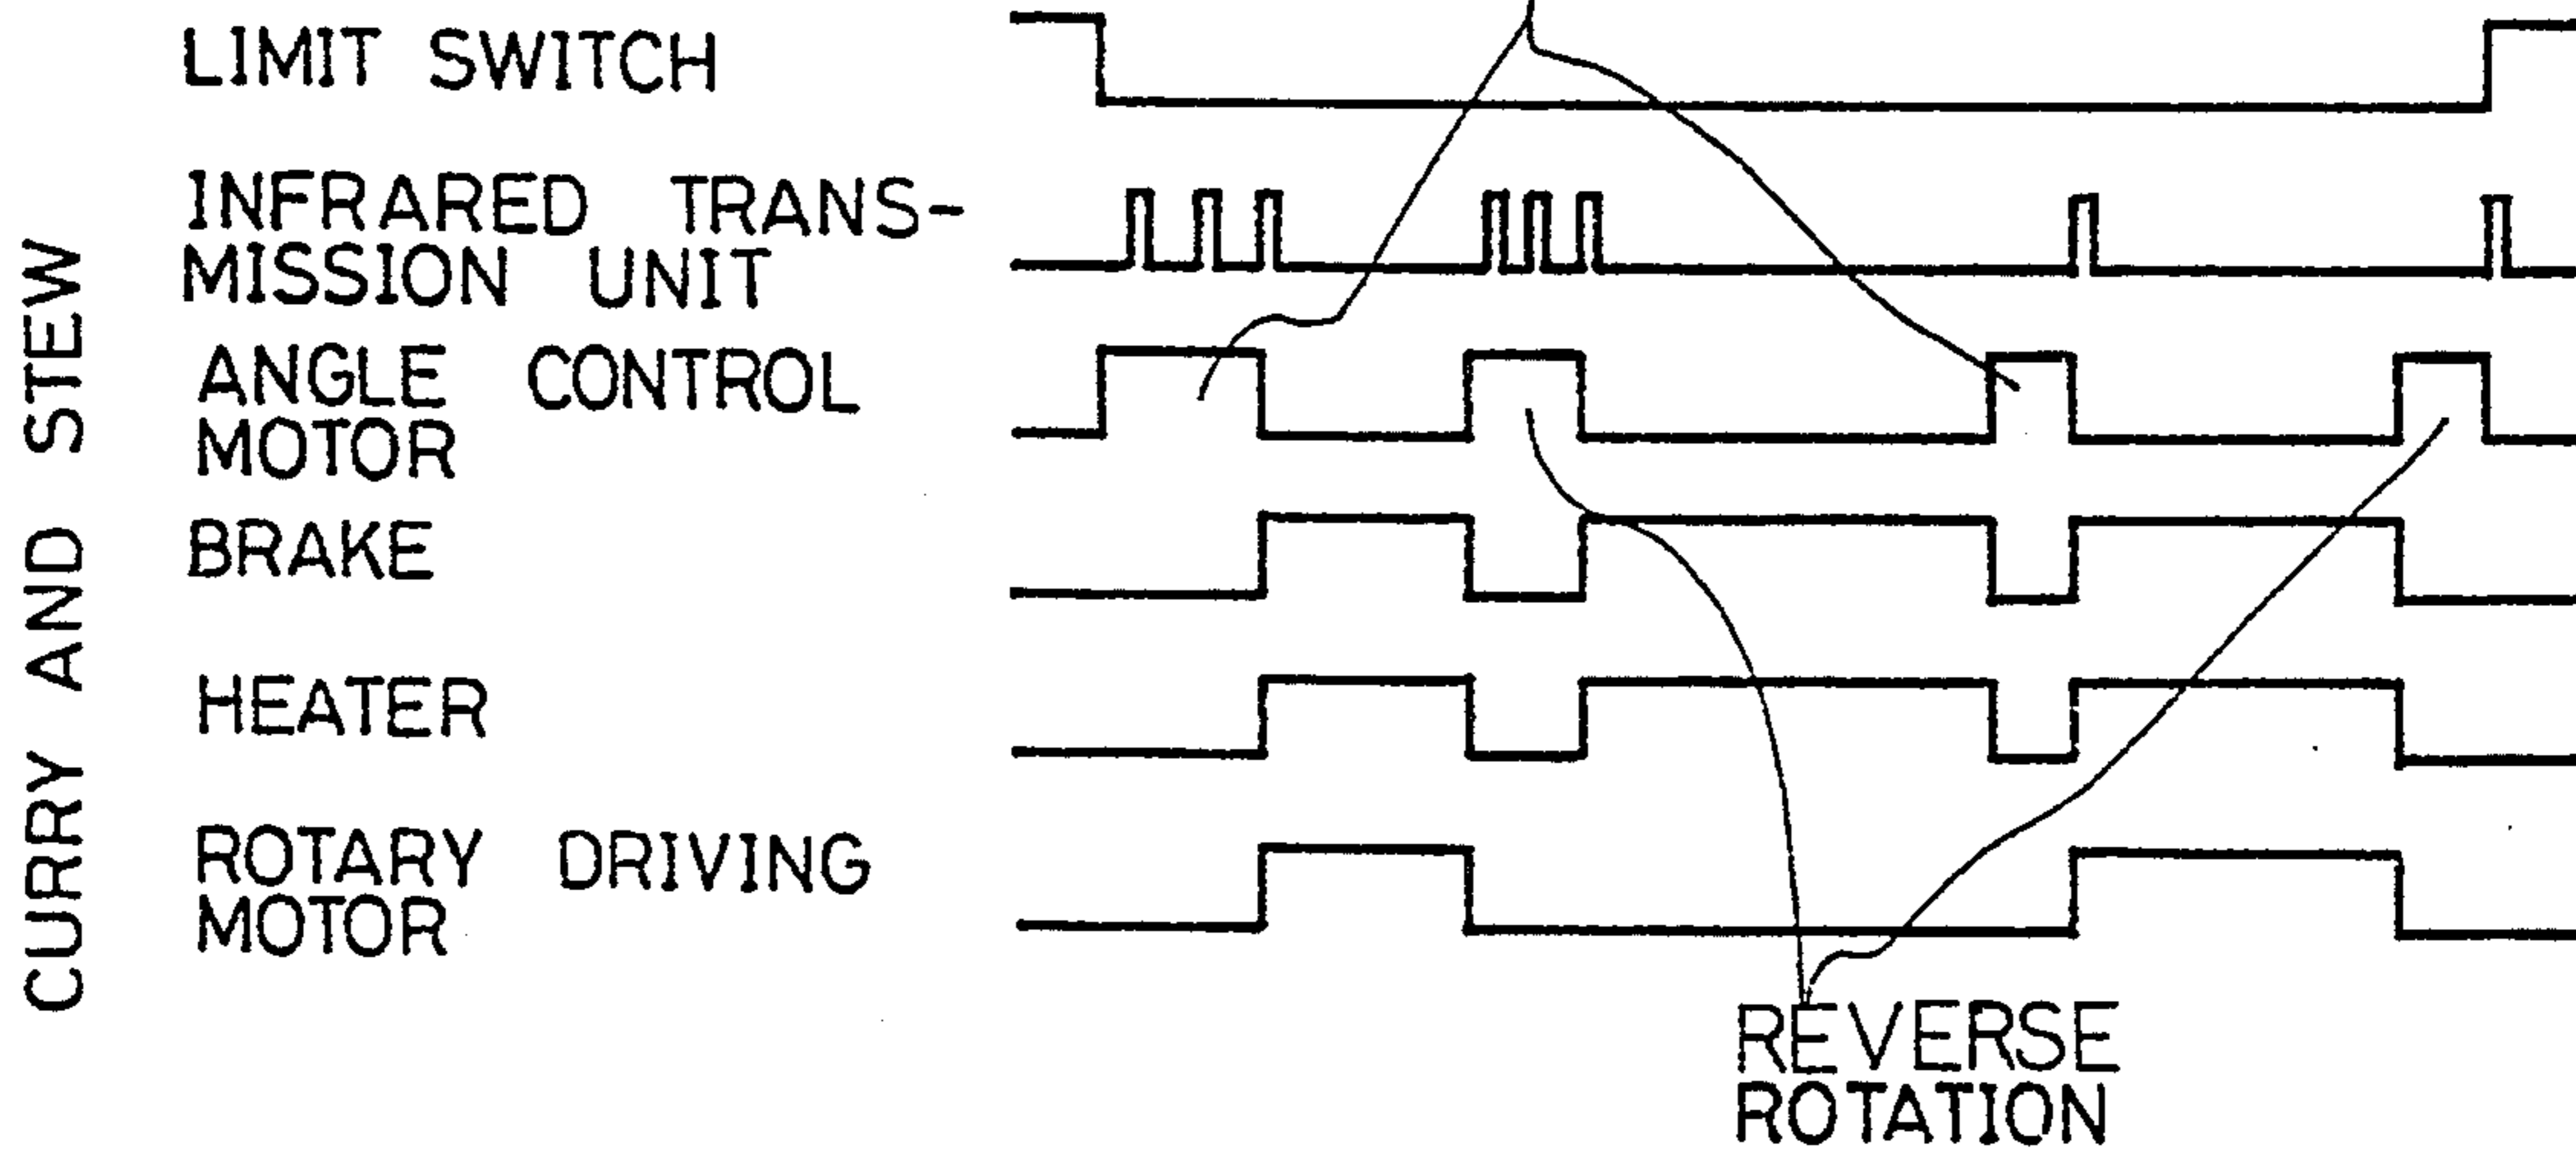 CURRY AND STEW
LIMIT SWITCH
INFRARED TRANS-
MISSION UNIT
ANGLE CONTROL
MOTOR
BRAKE
HEATER
ROTARY DRIVING
MOTOR
REVERSE
ROTATION